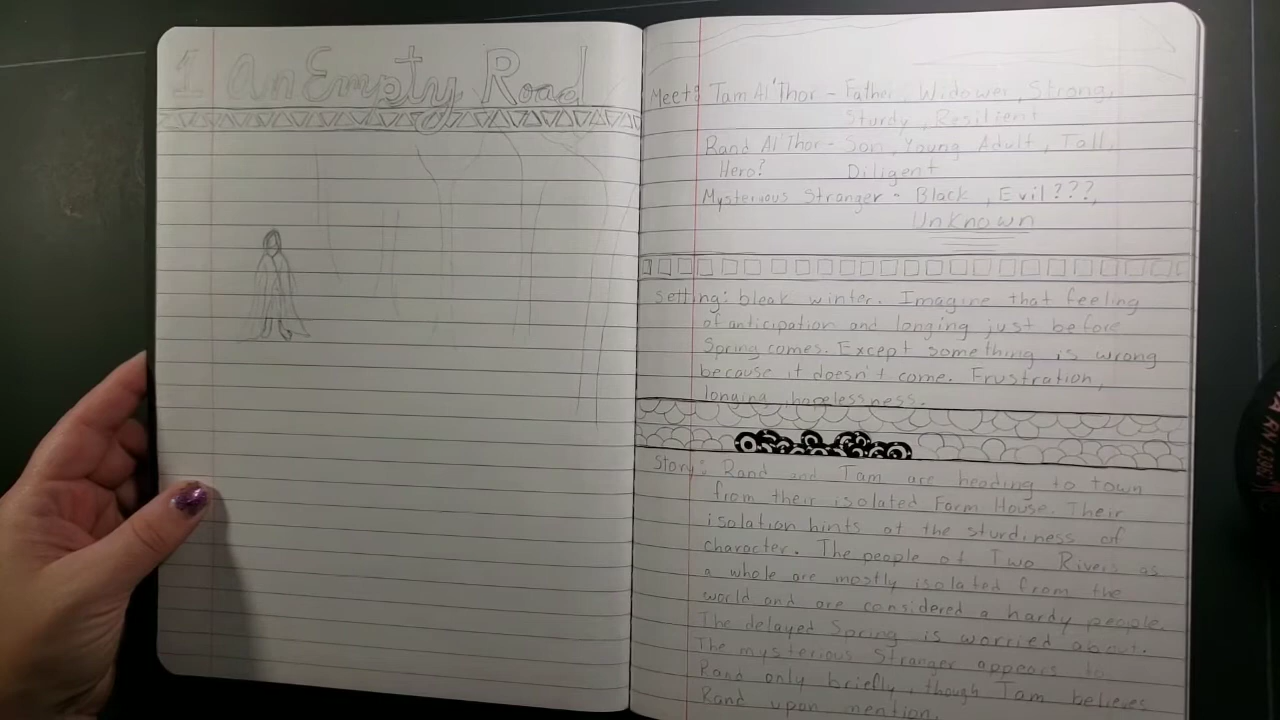 1 An Empty Road
Meet: Tam Al'Thor - Father, Widower, Strong,
Sturdy, Resilient
Rand Al'Thor - Son, Young Adult, Tall,
Hero? Diligent
Mysterious Stranger - Black, Evil???,
Unknown
Setting: bleak winter. Imagine that feeling
of anticipation and longing just before
Spring comes. Except something is wrong
because it doesn't come. Frustration,
longing, hopelessness.
Story: Rand and Tam are heading to town
from their isolated Farm House. Their
isolation hints at the sturdiness of
character. The people of Two Rivers as
a whole are mostly isolated from the
world and are considered a hardy people.
The delayed Spring is worried about.
The mysterious Stranger appears to
Rand only briefly, though Tam believes
Rand upon mention.